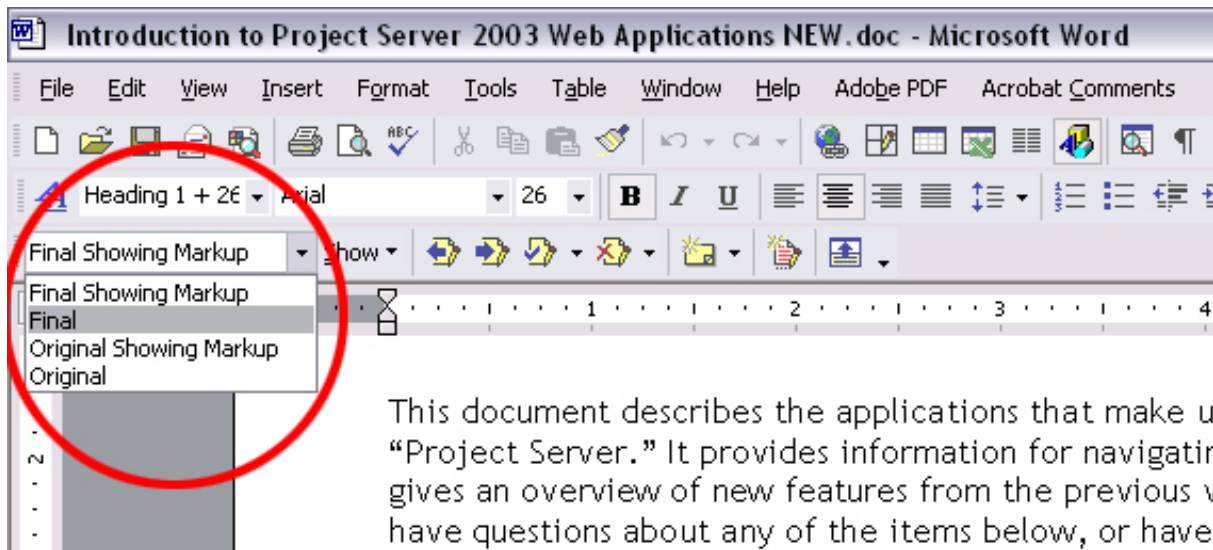 Introduction to Project Server 2003 Web Applications NEW.doc - Microsoft Word
File Edit View Insert Format Tools Table Window Help Adobe PDF Acrobat Comments
ABC
Heading 1 + 26 Arial 26 B I U
Final Showing Markup Show
Final Showing Markup
Final
Original Showing Markup
Original
1 2 3 4
2
This document describes the applications that make
“Project Server.” It provides information for
gives an overview of new features from the previous
have questions about any of the items below, or have